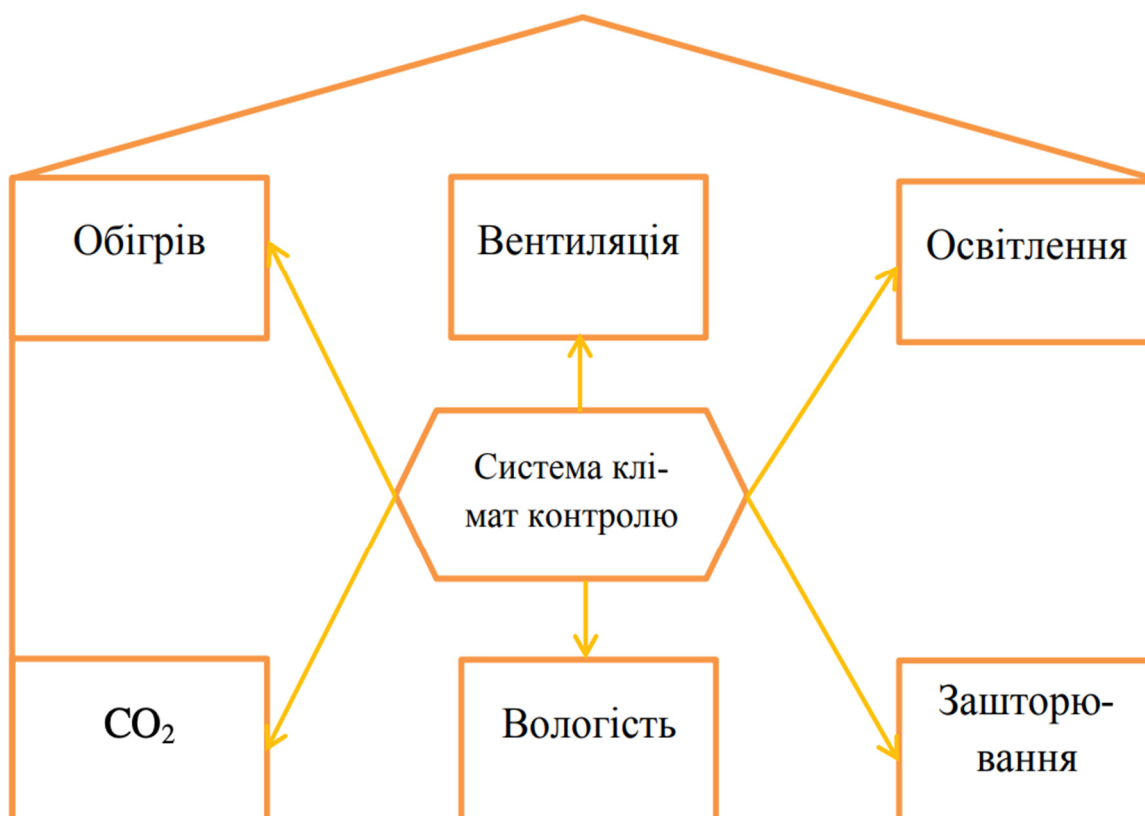 Обігрів
Вентиляція
Освітлення
Система клі-
мат контролю
CO₂
Вологість
Зашторю-
вання